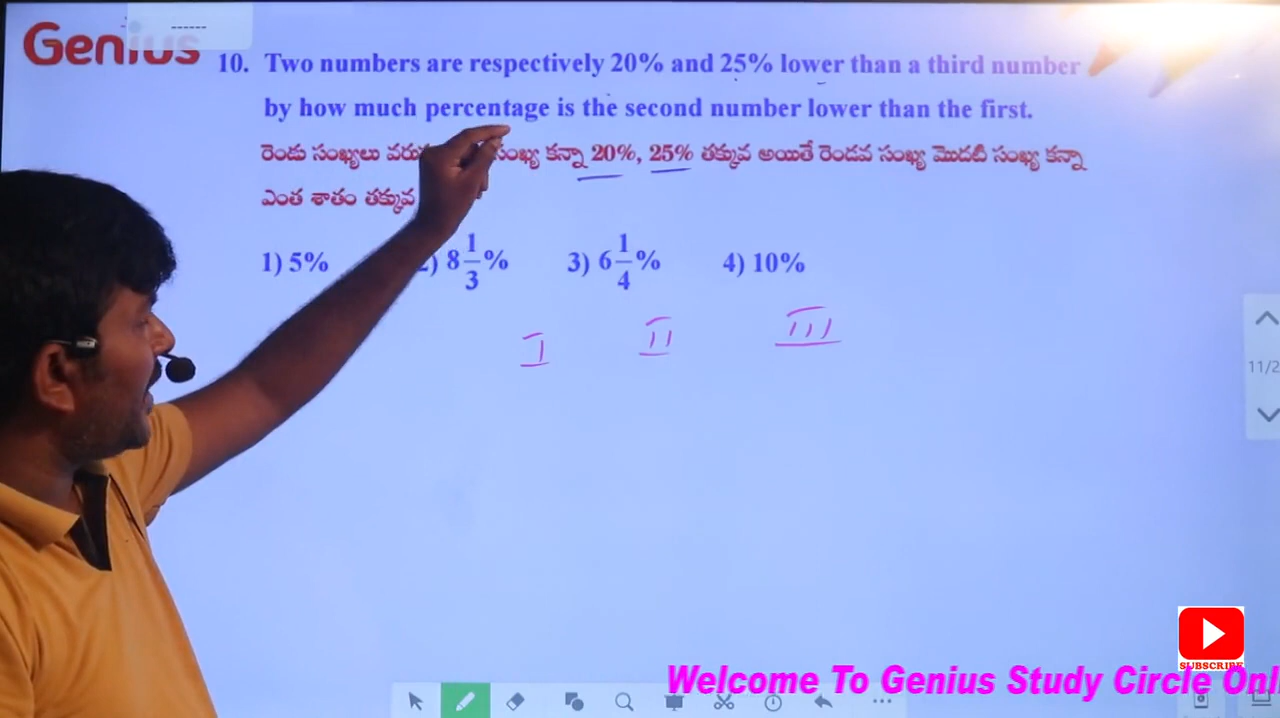 Genius
------
10. Two numbers are respectively 20% and 25% lower than a third number
by how much percentage is the second number lower than the first.
రెండు సంఖ్యలు కన్నా 20%, 25% తక్కువ అయితే రెండవ సంఖ్య మొదటి సంఖ్య కన్నా
ఎంత శాతం తక్కువ
1) 5% 2) 8 1/3% 3) 6 1/4% 4) 10%
I II III
11/2
SUBSCRIBE
Welcome To Genius Study Circle Onl